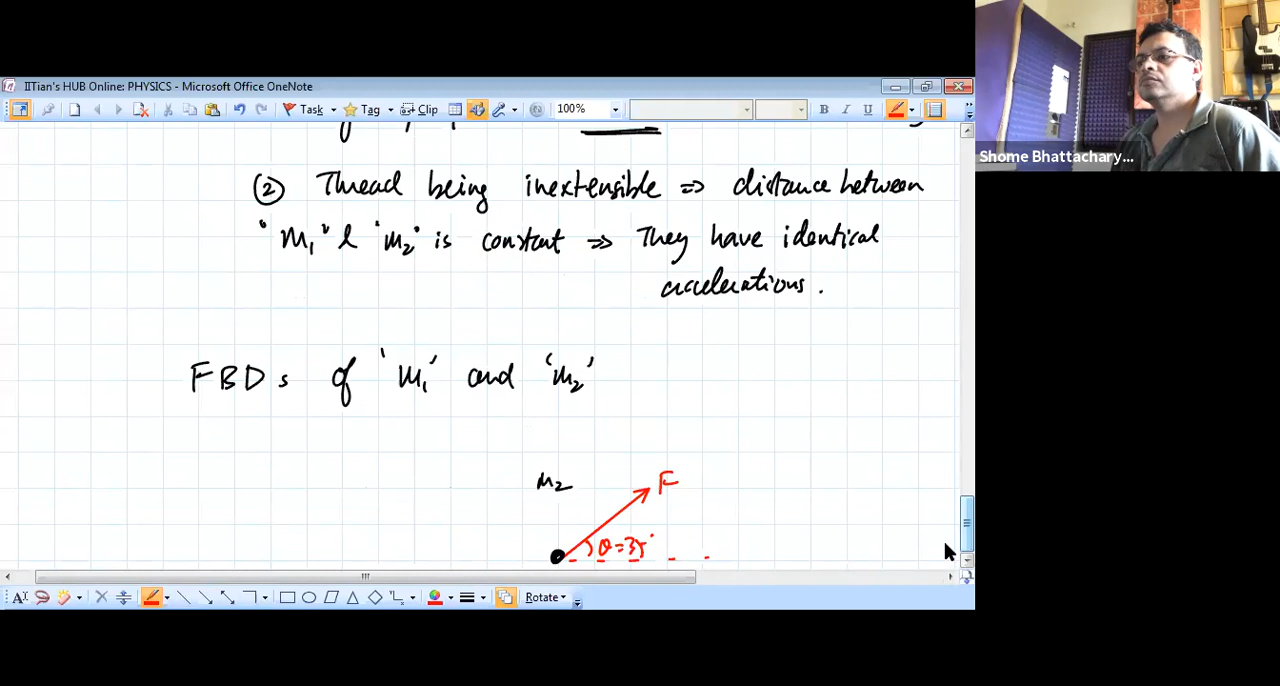 IITian's HUB Online: PHYSICS - Microsoft Office OneNote
Task Tag Clip 100% B I U
Shome Bhattachary...
(2) Thread being inextensible => distance between
'm1' & 'm2' is constant => They have identical
accelerations.
FBDs of 'm1' and 'm2'
m2 F
θ=35°
Rotate